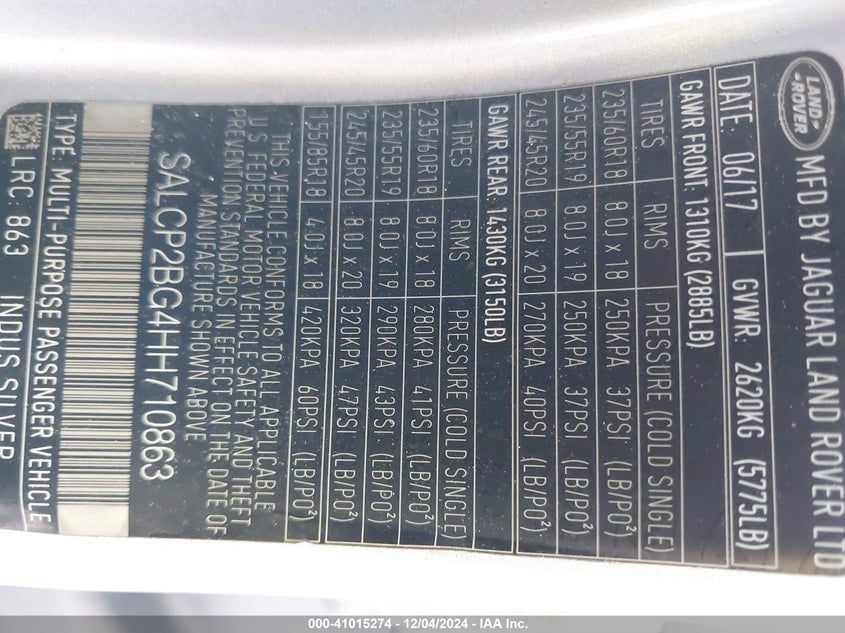 LAND
ROVER
MFD BY JAGUAR LAND ROVER LTD
DATE: 06/17 GVWR: 2620KG (5775LB)
GAWR FRONT: 1310KG (2885LB)
TIRES RIMS PRESSURE (COLD SINGLE)
235/60R18 8.0J x 18 250KPA 37PSI (LB/PO²)
235/55R19 8.0J x 19 250KPA 37PSI (LB/PO²)
245/45R20 8.0J x 20 270KPA 40PSI (LB/PO²)
GAWR REAR: 1430KG (3150LB)
TIRES RIMS PRESSURE (COLD SINGLE)
235/60R18 8.0J x 18 280KPA 41PSI (LB/PO²)
235/55R19 8.0J x 19 290KPA 43PSI (LB/PO²)
245/45R20 8.0J x 20 320KPA 47PSI (LB/PO²)
155/85R18 4.0J x 18 420KPA 60PSI (LB/PO²)
THIS VEHICLE CONFORMS TO ALL APPLICABLE
U.S FEDERAL MOTOR VEHICLE SAFETY AND THEFT
PREVENTION STANDARDS IN EFFECT ON THE DATE OF
MANUFACTURE SHOWN ABOVE
SALCP2BG4HH710863
TYPE: MULTI-PURPOSE PASSENGER VEHICLE
LRC: 863 INDUS SILVER
000-41015274 - 12/04/2024 - IAA Inc.